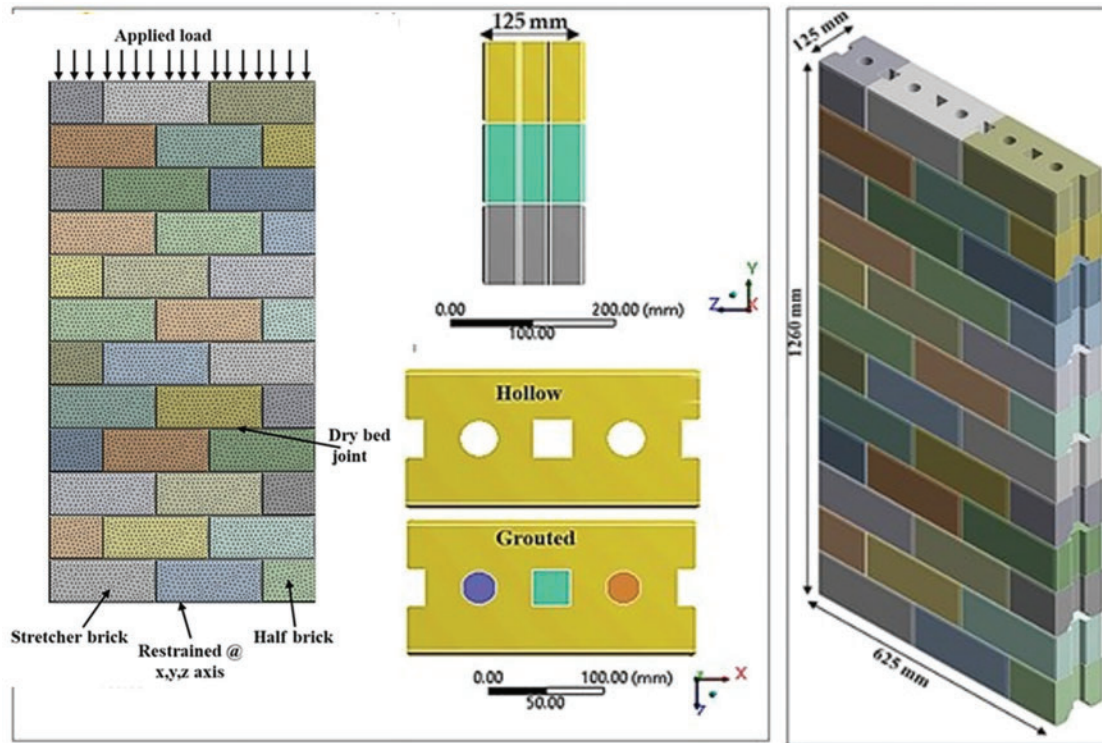 Applied load
Dry bed
joint
Stretcher brick
Half brick
Restrained @
x,y,z axis
125 mm
0.00
200.00 (mm)
100.00
Y
Z
X
Hollow
Grouted
0.00
100.00 (mm)
50.00
X
125 mm
1260 mm
625 mm